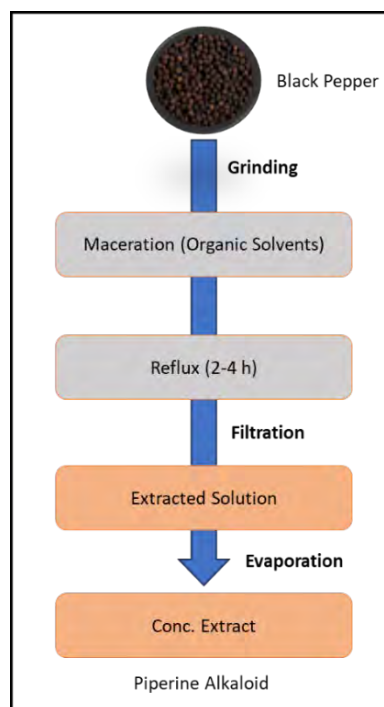 Black Pepper
Grinding
Maceration (Organic Solvents)
Reflux (2-4 h)
Filtration
Extracted Solution
Evaporation
Conc. Extract
Piperine Alkaloid